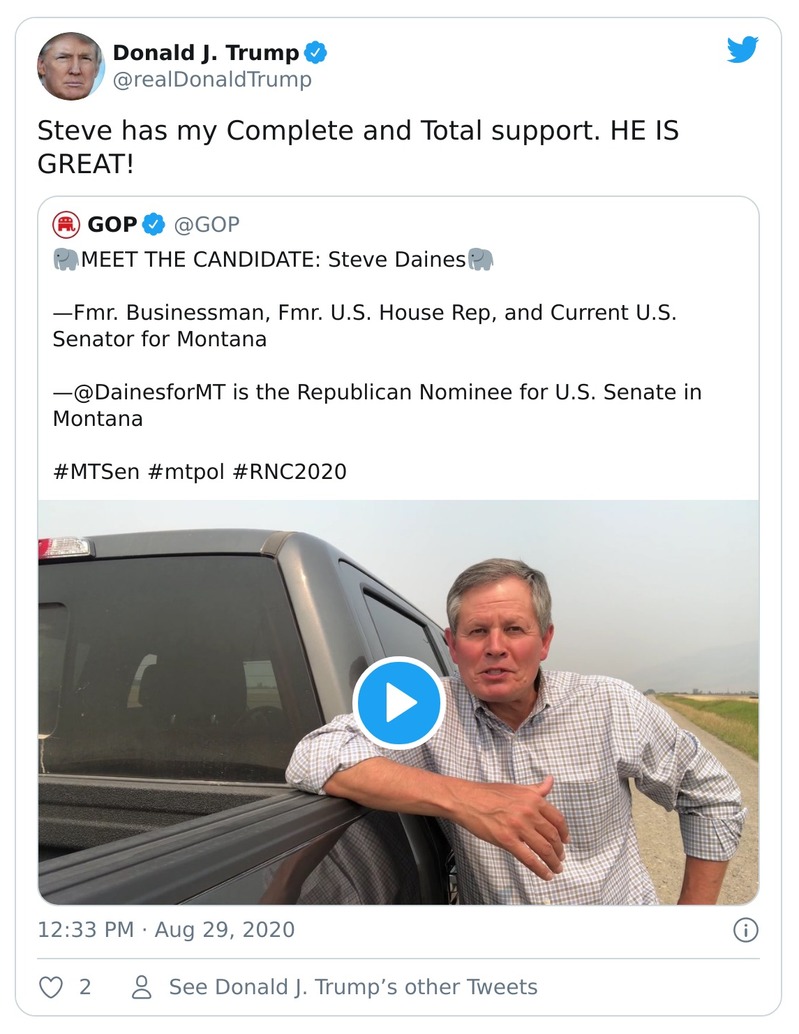 Donald J. Trump
@realDonaldTrump
Steve has my Complete and Total support. HE IS
GREAT!
GOP @GOP
🐘MEET THE CANDIDATE: Steve Daines🐘
—Fmr. Businessman, Fmr. U.S. House Rep, and Current U.S.
Senator for Montana
—@DainesforMT is the Republican Nominee for U.S. Senate in
Montana
#MTSen #mtpol #RNC2020
12:33 PM · Aug 29, 2020
2 See Donald J. Trump’s other Tweets